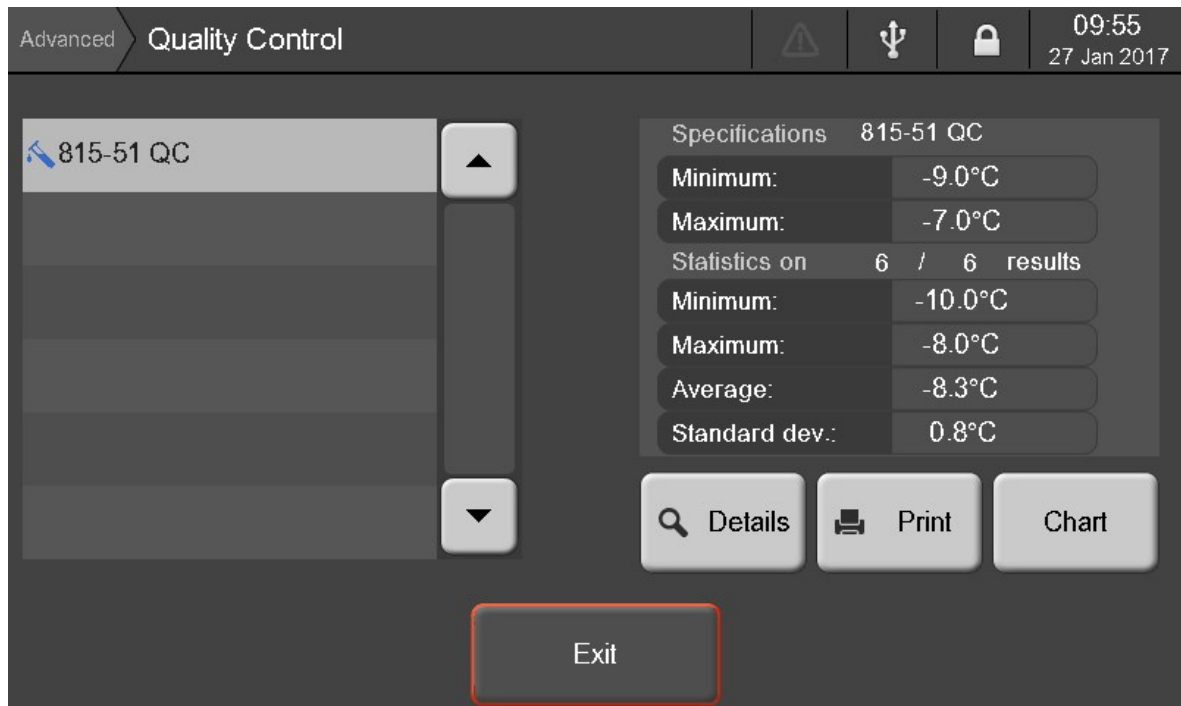 Advanced Quality Control
09:55
27 Jan 2017
815-51 QC
Specifications 815-51 QC
Minimum: -9.0°C
Maximum: -7.0°C
Statistics on 6 / 6 results
Minimum: -10.0°C
Maximum: -8.0°C
Average: -8.3°C
Standard dev.: 0.8°C
Details Print Chart
Exit